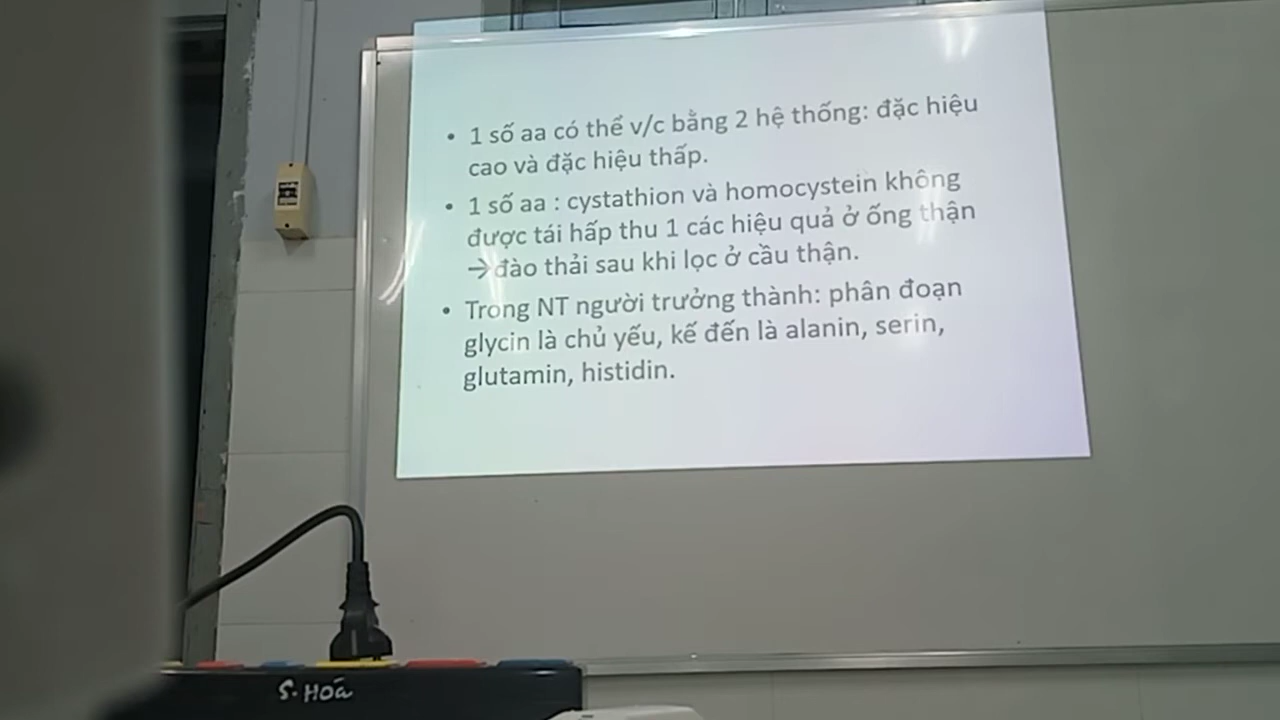 • 1 số aa có thể v/c bằng 2 hệ thống: đặc hiệu
cao và đặc hiệu thấp.
• 1 số aa : cystathion và homocystein không
được tái hấp thu 1 các hiệu quả ở ống thận
→đào thải sau khi lọc ở cầu thận.
• Trong NT người trưởng thành: phân đoạn
glycin là chủ yếu, kế đến là alanin, serin,
glutamin, histidin.
S. HOÁ